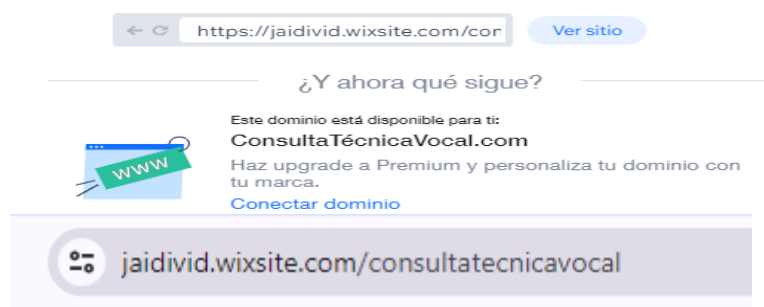 https://jaidivid.wixsite.com/con
Ver sitio
¿Y ahora qué sigue?
Este dominio está disponible para ti:
ConsultaTécnicaVocal.com
WWW
Haz upgrade a Premium y personaliza tu dominio con
tu marca.
Conectar dominio
jaidivid.wixsite.com/consultatecnicavocal